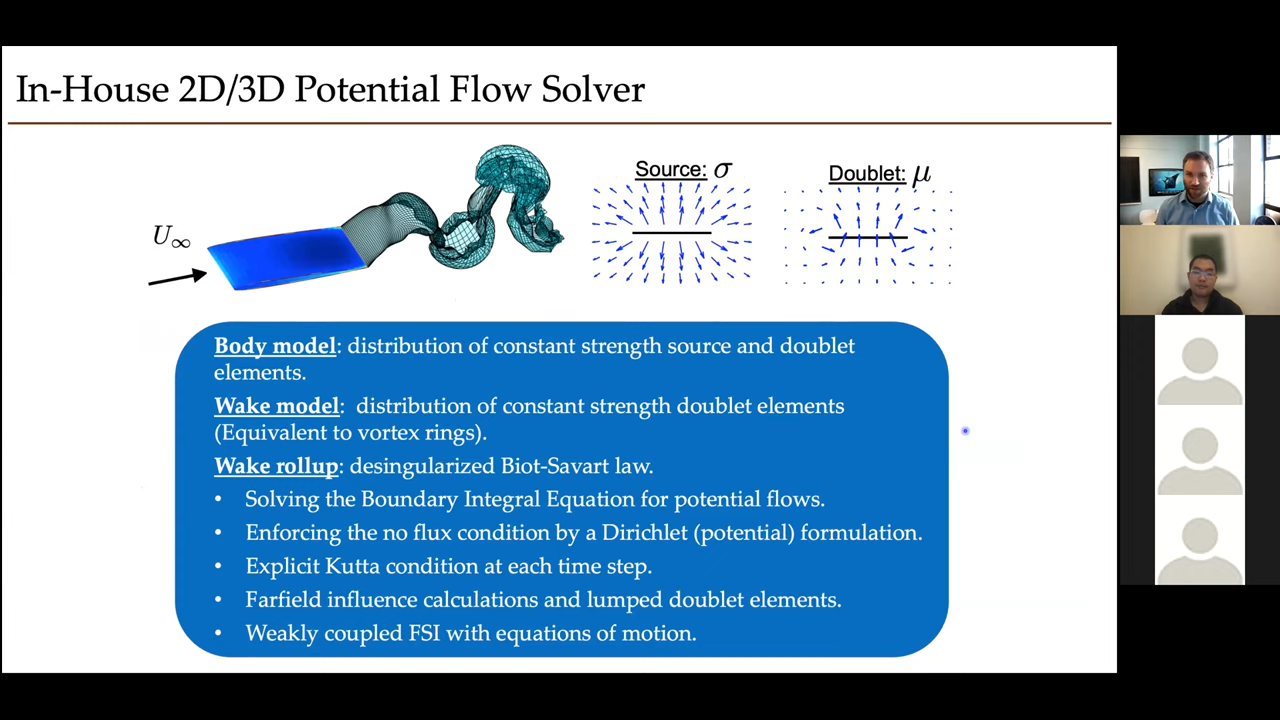 In-House 2D/3D Potential Flow Solver
Source: σ
Doublet: μ
U∞
Body model: distribution of constant strength source and doublet
elements.
Wake model: distribution of constant strength doublet elements
(Equivalent to vortex rings).
Wake rollup: desingularized Biot-Savart law.
• Solving the Boundary Integral Equation for potential flows.
• Enforcing the no flux condition by a Dirichlet (potential) formulation.
• Explicit Kutta condition at each time step.
• Farfield influence calculations and lumped doublet elements.
• Weakly coupled FSI with equations of motion.